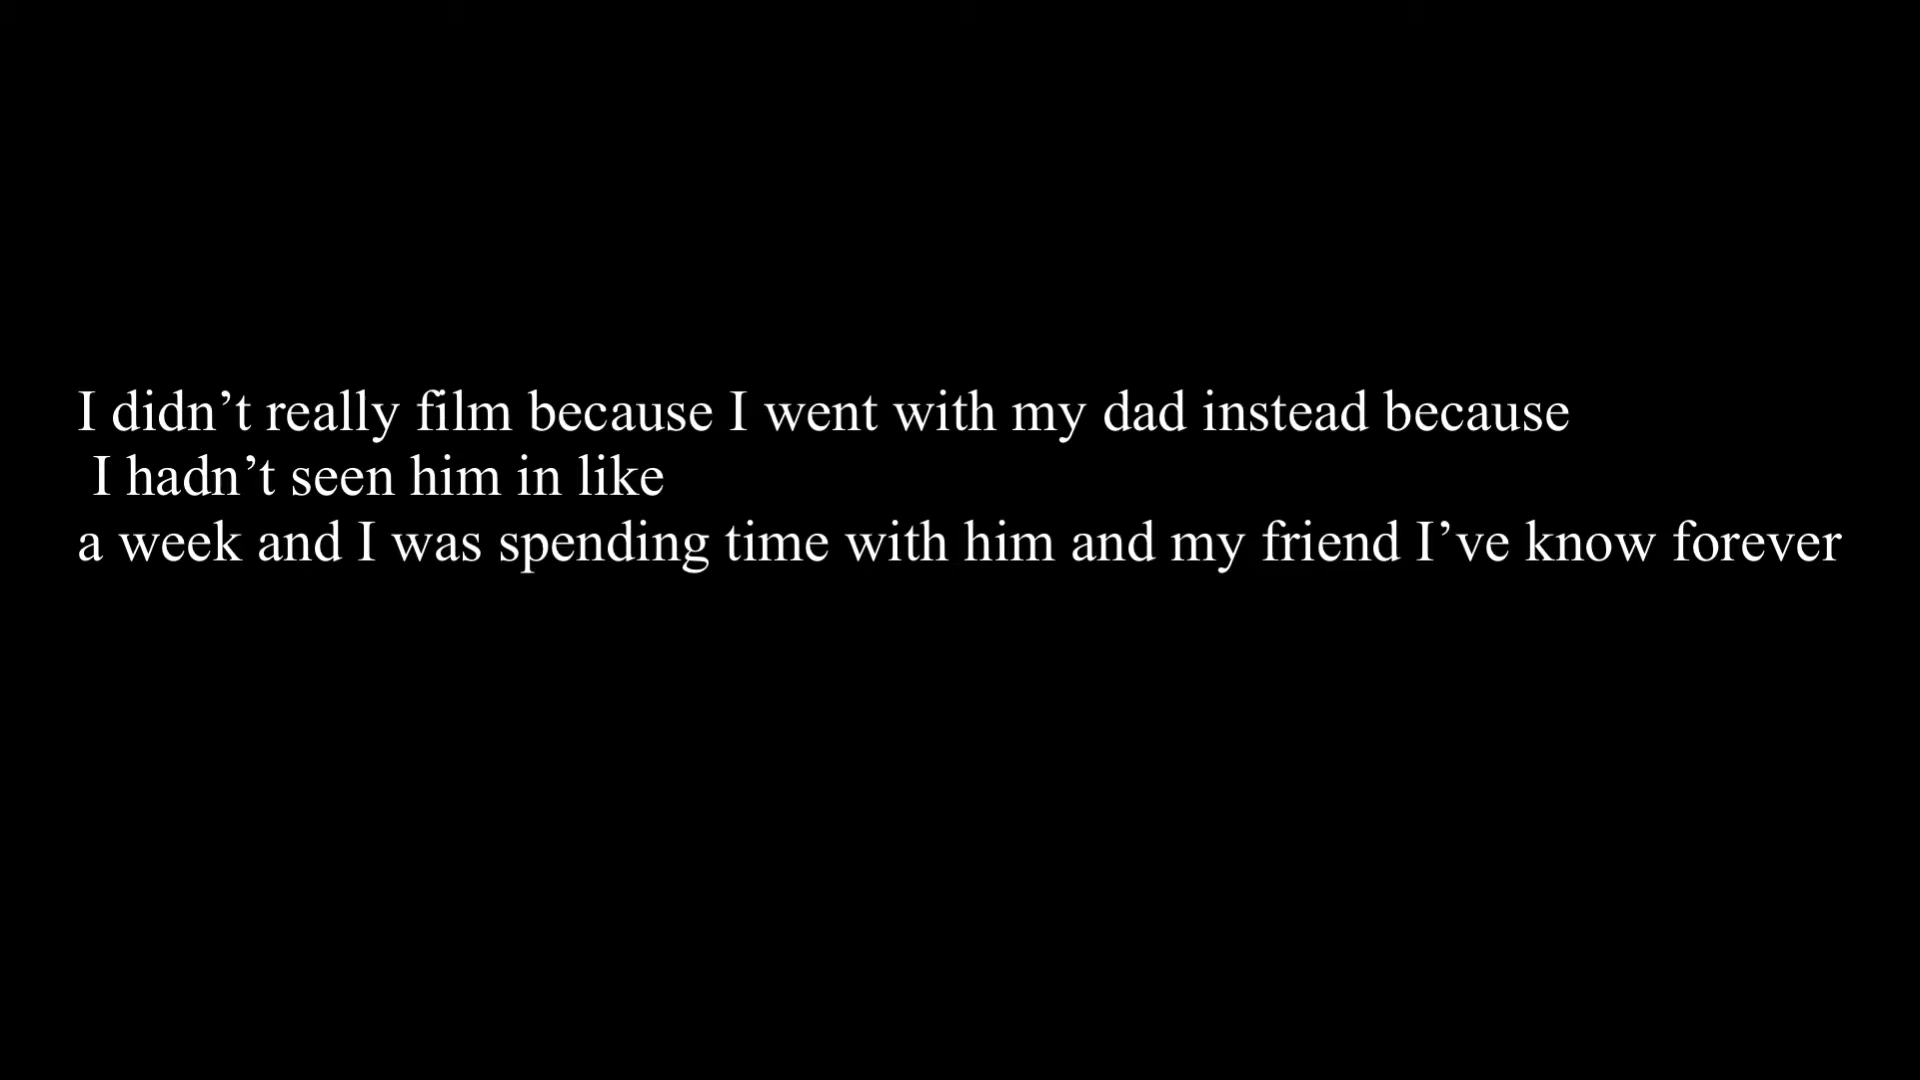 I didn’t really film because I went with my dad instead because
I hadn’t seen him in like
a week and I was spending time with him and my friend I’ve know forever